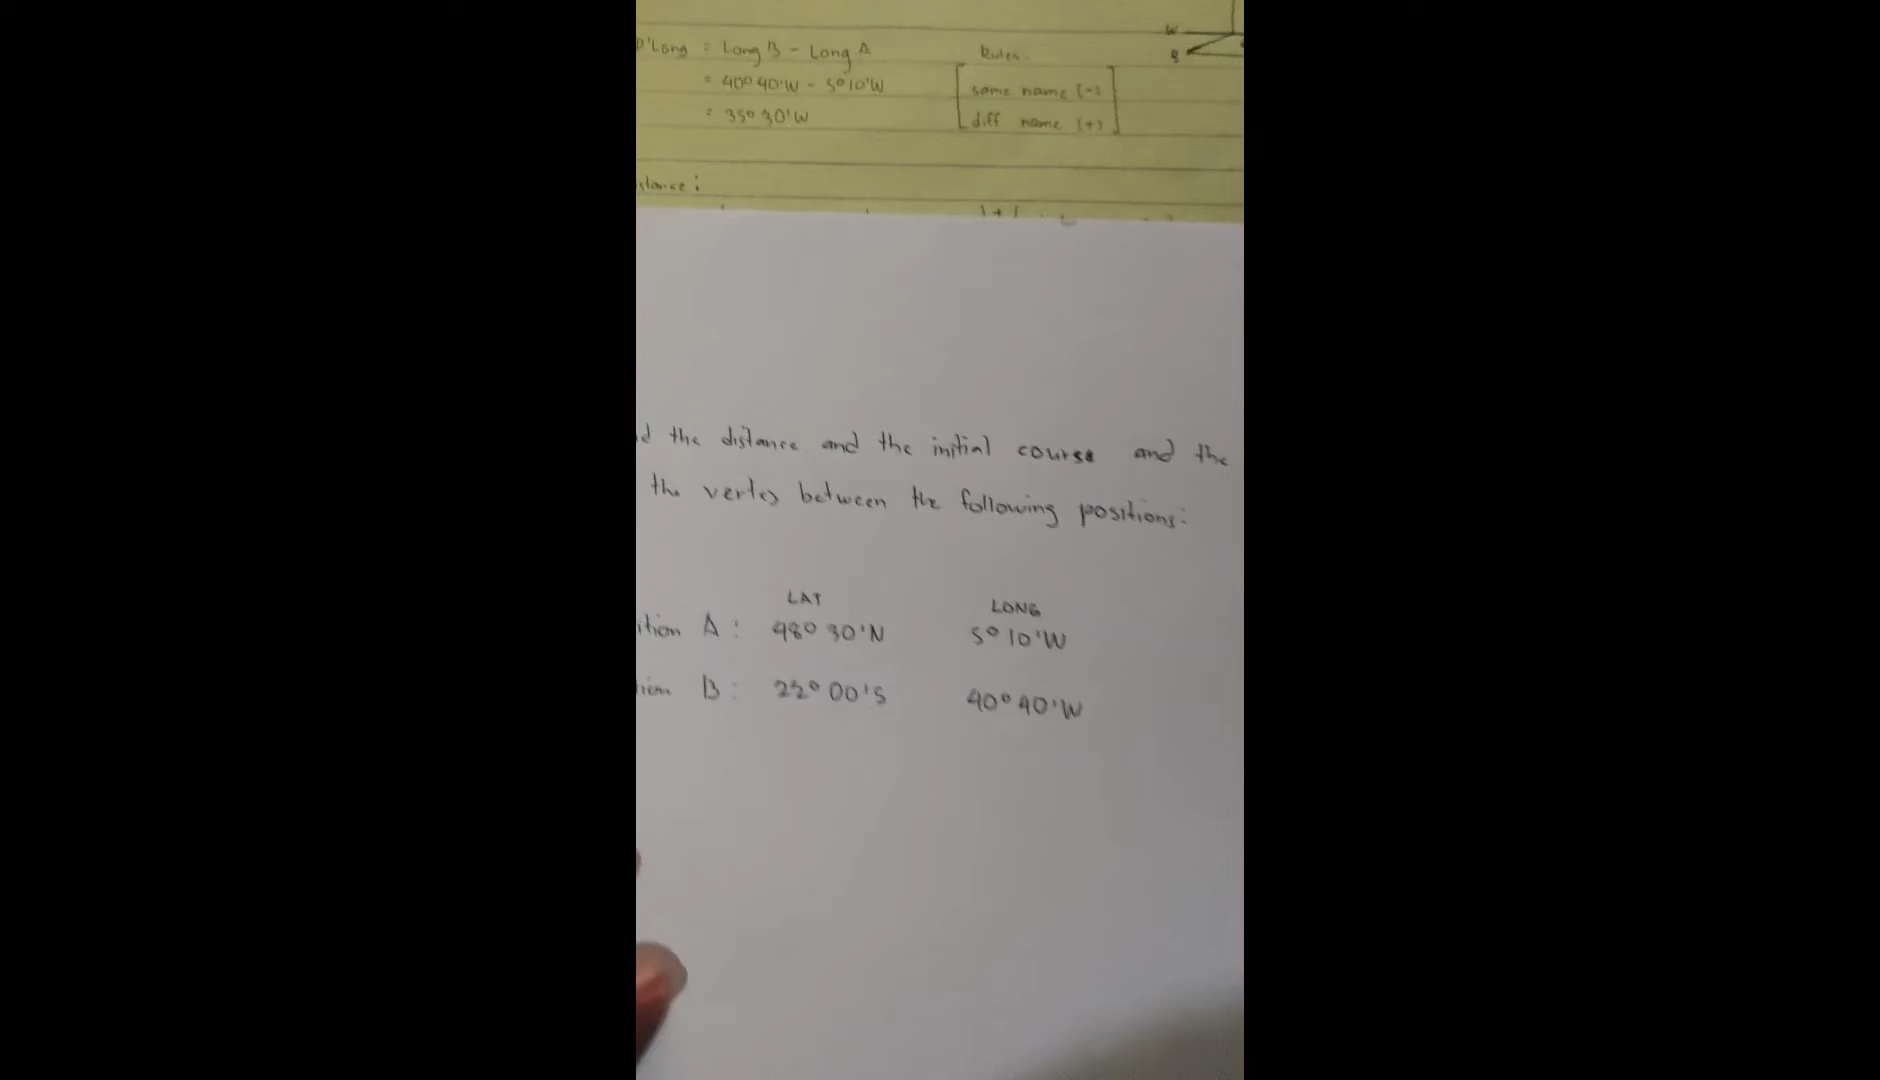 D'Long = Long B - Long A
= 40° 40'W - 5° 10'W
= 35° 30'W
Rules:
same name (-)
diff name (+)
W
B
stance:
d the distance and the initial course and the
the vertex between the following positions:
LAT LONG
ition A: 48° 30'N 5° 10'W
tion B: 22° 00'S 40° 40'W